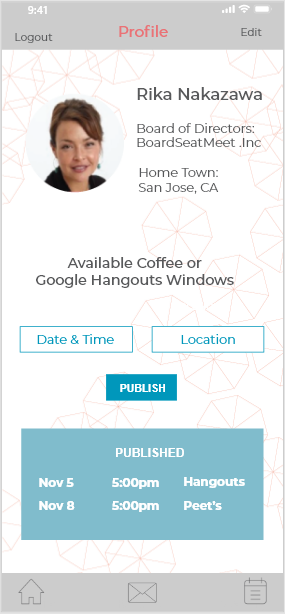 9:41
Logout
Profile
Edit
Rika Nakazawa
Board of Directors:
BoardSeatMeet .Inc
Home Town:
San Jose, CA
Available Coffee or
Google Hangouts Windows
Date & Time
Location
PUBLISH
PUBLISHED
Nov 5 5:00pm Hangouts
Nov 8 5:00pm Peet's